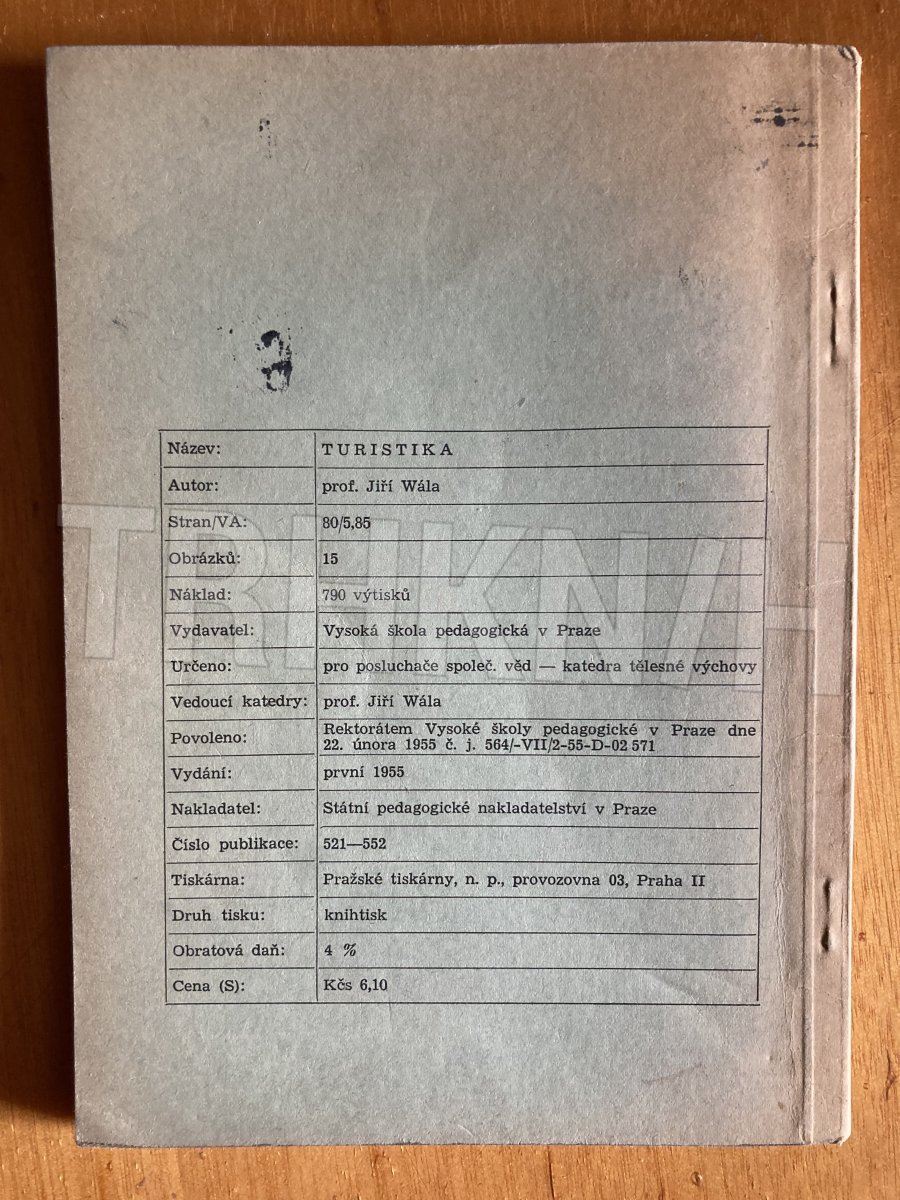 Název: TURISTIKA
Autor: prof. Jiří Wála
Stran/VA: 80/5,85
Obrázků: 15
Náklad: 790 výtisků
Vydavatel: Vysoká škola pedagogická v Praze
Určeno: pro posluchače společ. věd — katedra tělesné výchovy
Vedoucí katedry: prof. Jiří Wála
Povoleno: Rektorátem Vysoké školy pedagogické v Praze dne
22. února 1955 č. j. 564/-VII/2-55-D-02 571
Vydání: první 1955
Nakladatel: Státní pedagogické nakladatelství v Praze
Číslo publikace: 521—552
Tiskárna: Pražské tiskárny, n. p., provozovna 03, Praha II
Druh tisku: knihtisk
Obratová daň: 4 %
Cena (S): Kčs 6,10
TRHKNIH